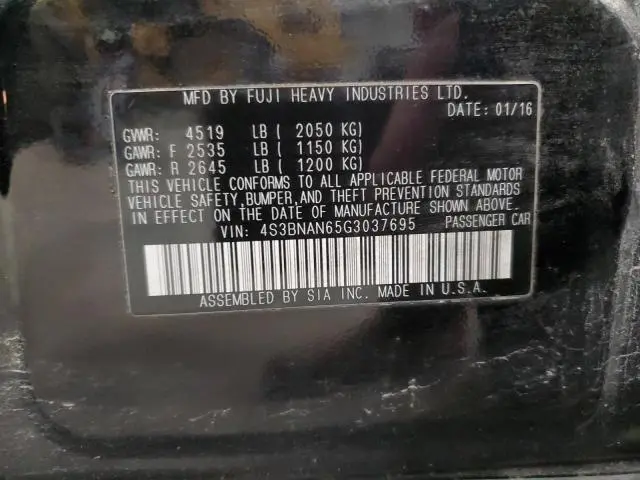 MFD BY FUJI HEAVY INDUSTRIES LTD.
DATE: 01/16
GVWR: 4519 LB ( 2050 KG)
GAWR: F 2535 LB ( 1150 KG)
GAWR: R 2645 LB ( 1200 KG)
THIS VEHICLE CONFORMS TO ALL APPLICABLE FEDERAL MOTOR
VEHICLE SAFETY,BUMPER,AND THEFT PREVENTION STANDARDS
IN EFFECT ON THE DATE OF MANUFACTURE SHOWN ABOVE.
VIN: 4S3BNAN65G3037695 PASSENGER CAR
ASSEMBLED BY SIA INC. MADE IN U.S.A.